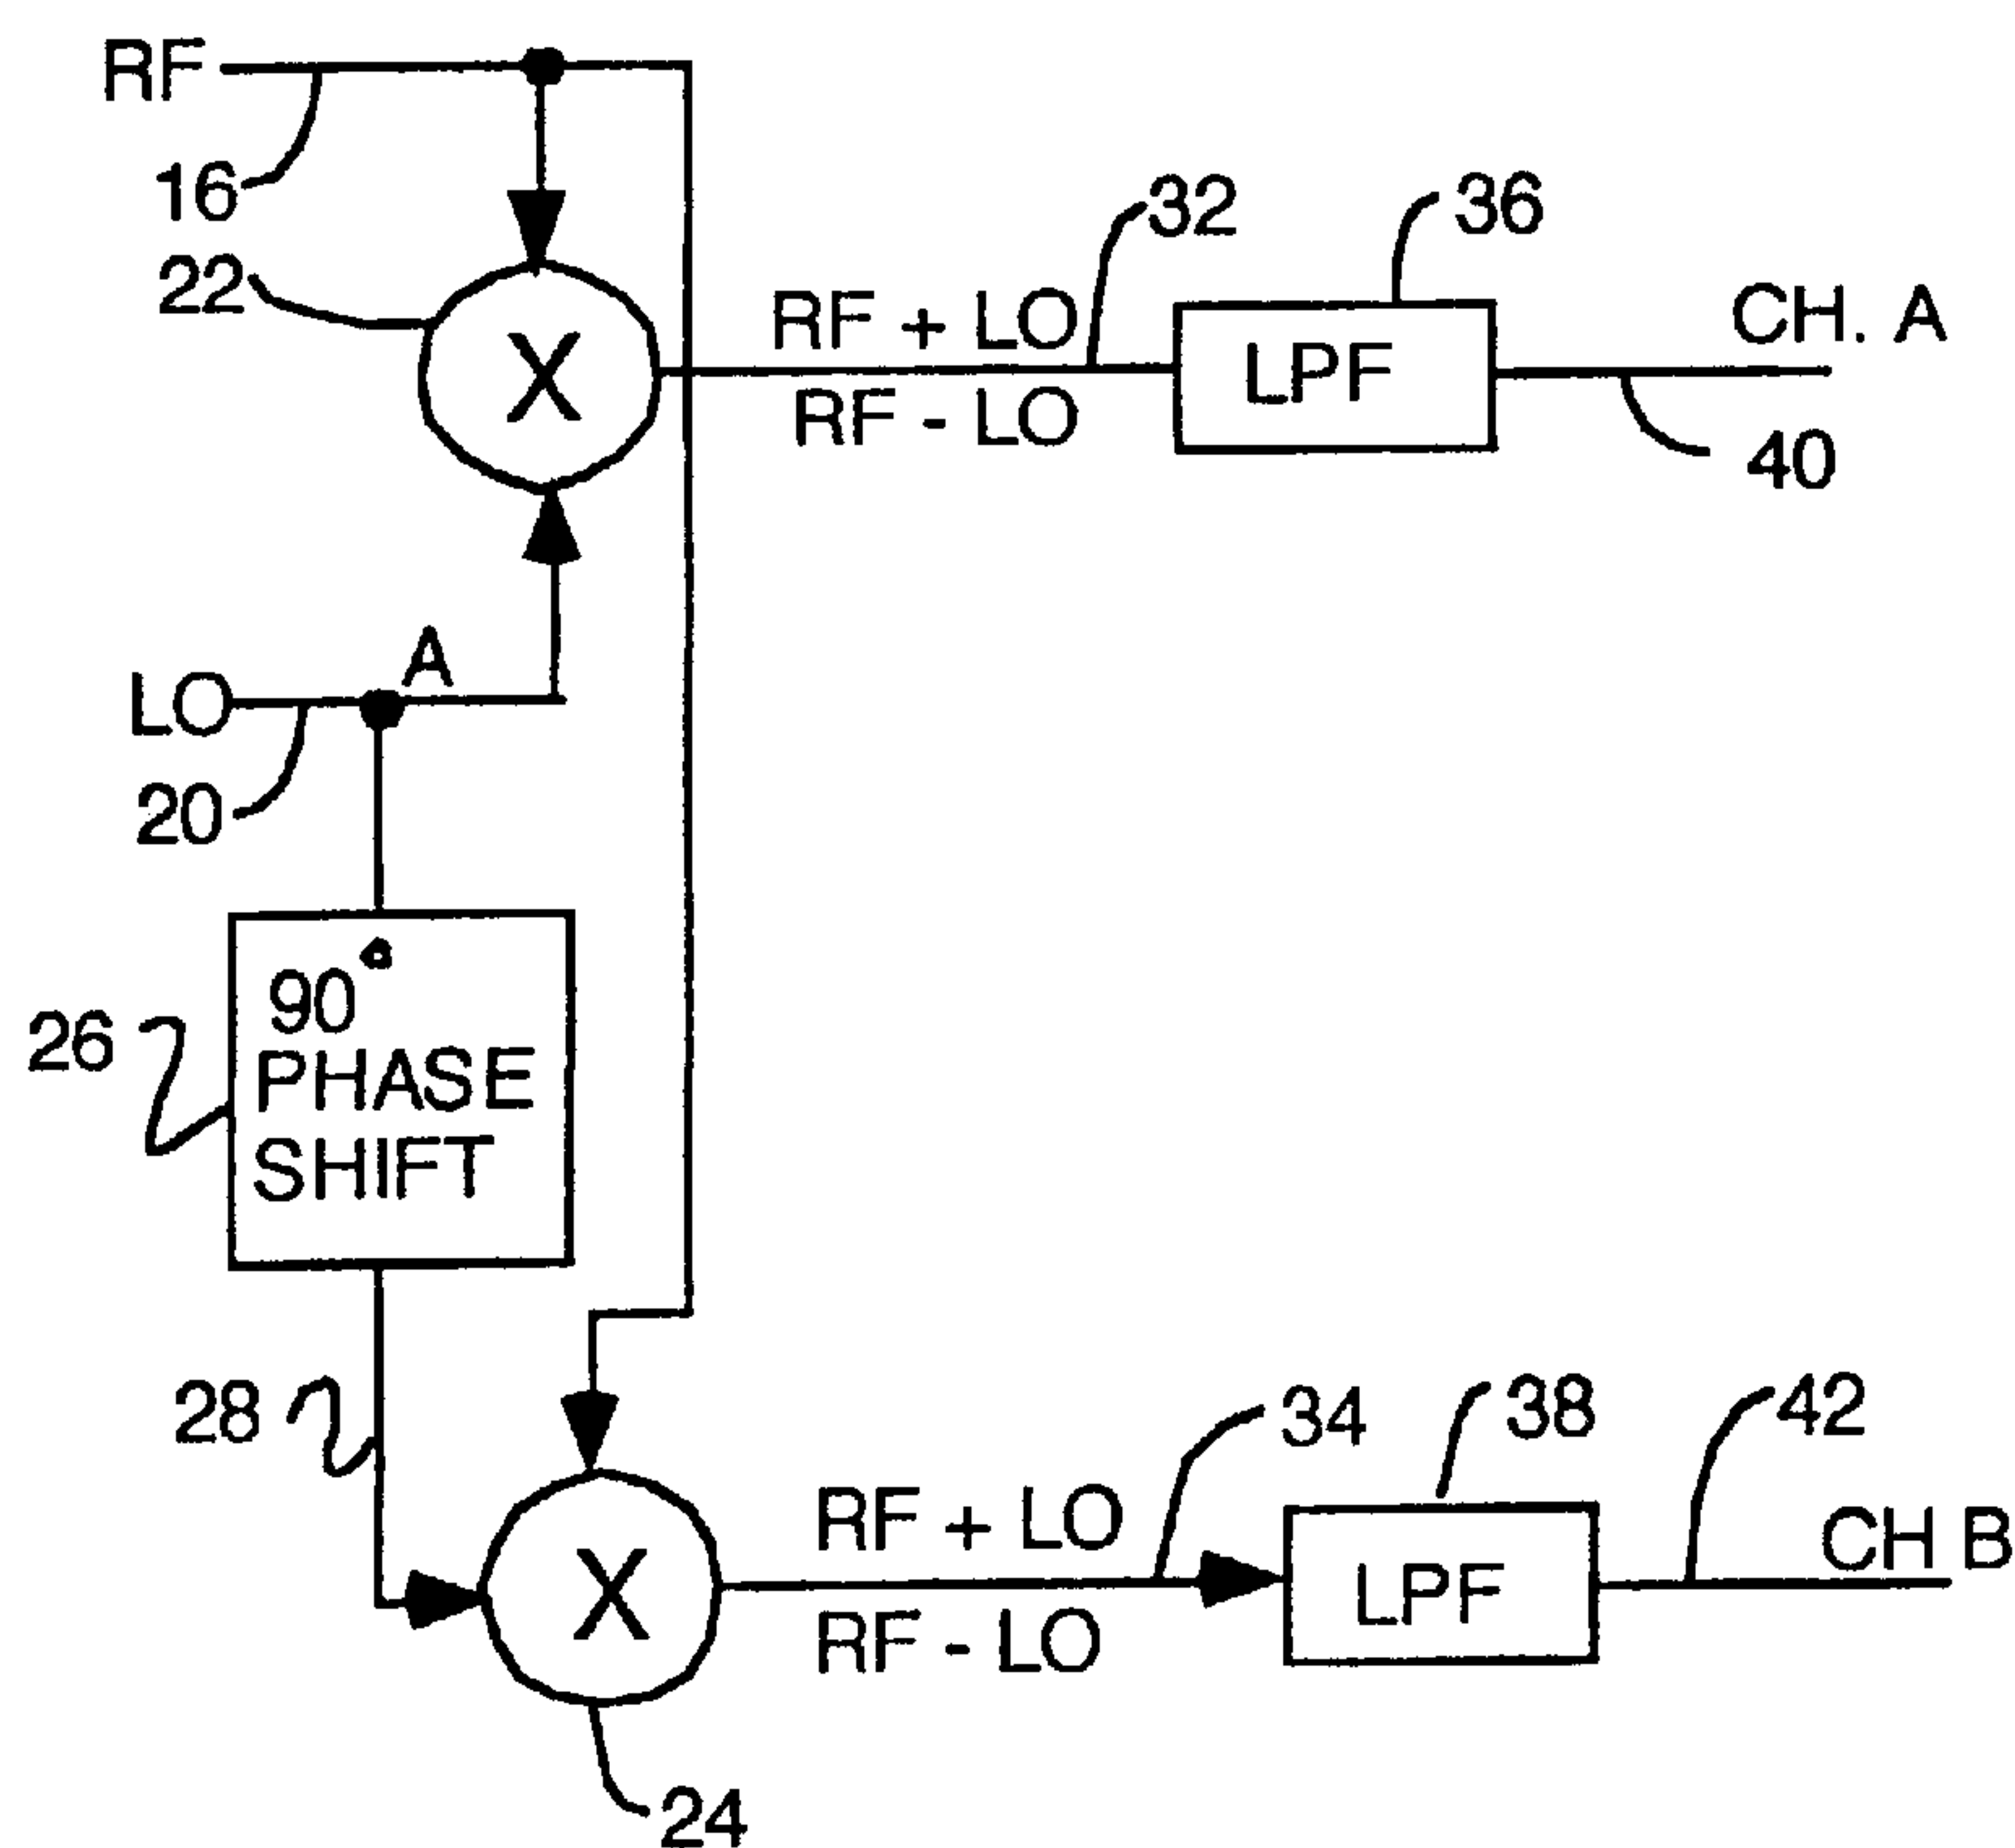 RF
16
22
X
RF + LO
RF - LO
32
36
LPF
CH. A
40
A
LO
20
26
90°
PHASE
SHIFT
28
X
RF + LO
RF - LO
34
38
42
LPF
CH B
24